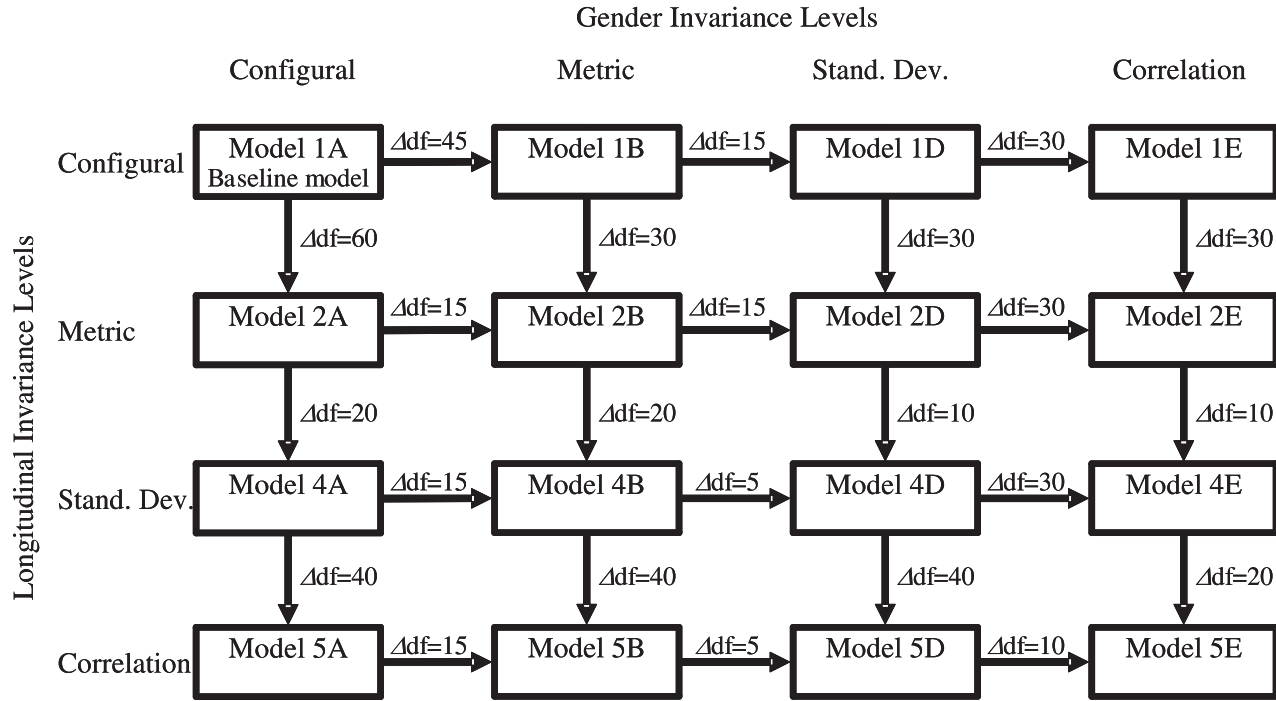 Gender Invariance Levels
Configural Metric Stand. Dev. Correlation
Longitudinal Invariance Levels
Configural
Model 1A
Baseline model
Δdf=45
Model 1B
Δdf=15
Model 1D
Δdf=30
Model 1E
Δdf=60 Δdf=30 Δdf=30 Δdf=30
Metric
Model 2A
Δdf=15
Model 2B
Δdf=15
Model 2D
Δdf=30
Model 2E
Δdf=20 Δdf=20 Δdf=10 Δdf=10
Stand. Dev.
Model 4A
Δdf=15
Model 4B
Δdf=5
Model 4D
Δdf=30
Model 4E
Δdf=40 Δdf=40 Δdf=40 Δdf=20
Correlation
Model 5A
Δdf=15
Model 5B
Δdf=5
Model 5D
Δdf=10
Model 5E